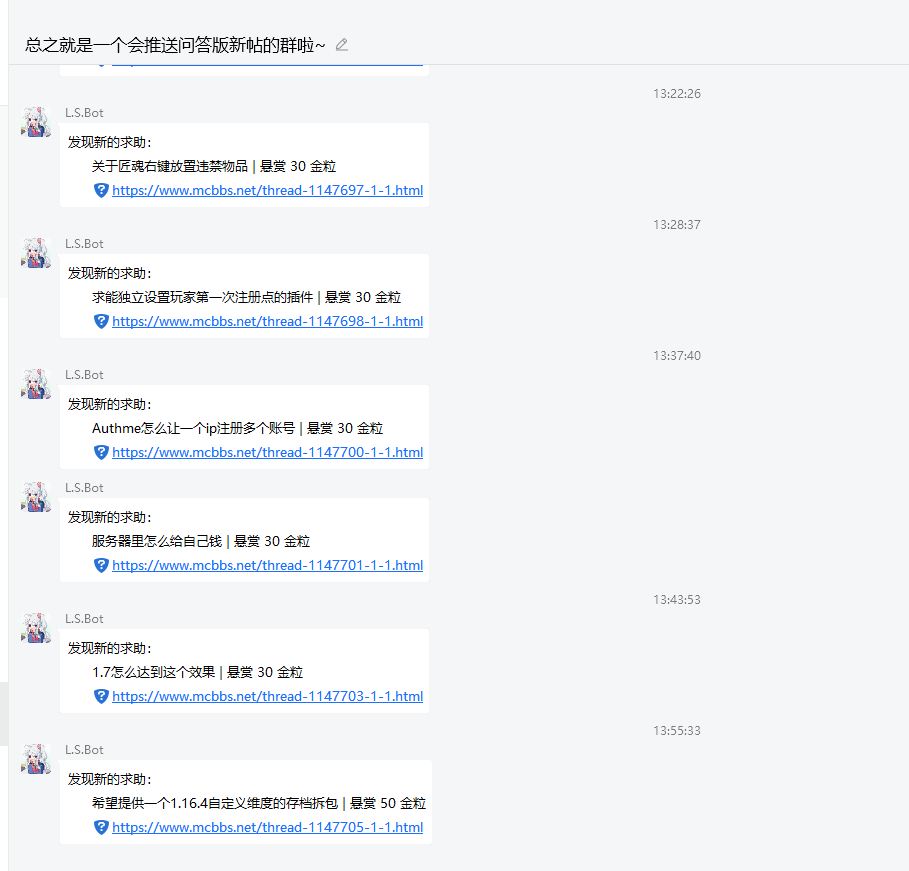 总之就是一个会推送问答版新帖的群啦~
13:22:26
L.S.Bot
发现新的求助：
关于匠魂右键放置违禁物品 | 悬赏 30 金粒
https://www.mcbbs.net/thread-1147697-1-1.html
13:28:37
L.S.Bot
发现新的求助：
求能独立设置玩家第一次注册点的插件 | 悬赏 30 金粒
https://www.mcbbs.net/thread-1147698-1-1.html
13:37:40
L.S.Bot
发现新的求助：
Authme怎么让一个ip注册多个账号 | 悬赏 30 金粒
https://www.mcbbs.net/thread-1147700-1-1.html
L.S.Bot
发现新的求助：
服务器里怎么给自己钱 | 悬赏 30 金粒
https://www.mcbbs.net/thread-1147701-1-1.html
13:43:53
L.S.Bot
发现新的求助：
1.7怎么达到这个效果 | 悬赏 30 金粒
https://www.mcbbs.net/thread-1147703-1-1.html
13:55:33
L.S.Bot
发现新的求助：
希望提供一个1.16.4自定义维度的存档拆包 | 悬赏 50 金粒
https://www.mcbbs.net/thread-1147705-1-1.html